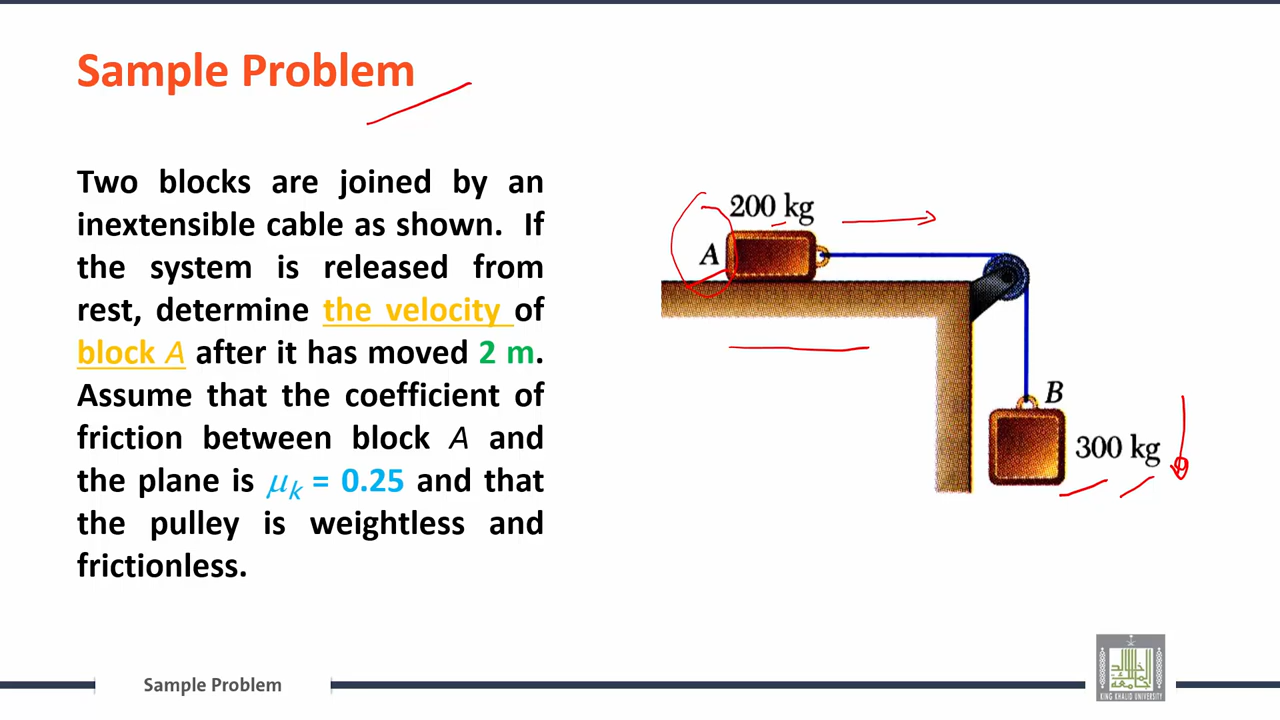 Sample Problem
Two blocks are joined by an
inextensible cable as shown. If
the system is released from
rest, determine the velocity of
block A after it has moved 2 m.
Assume that the coefficient of
friction between block A and
the plane is μk = 0.25 and that
the pulley is weightless and
frictionless.
200 kg
A
B
300 kg
Sample Problem
KING KHALID UNIVERSITY